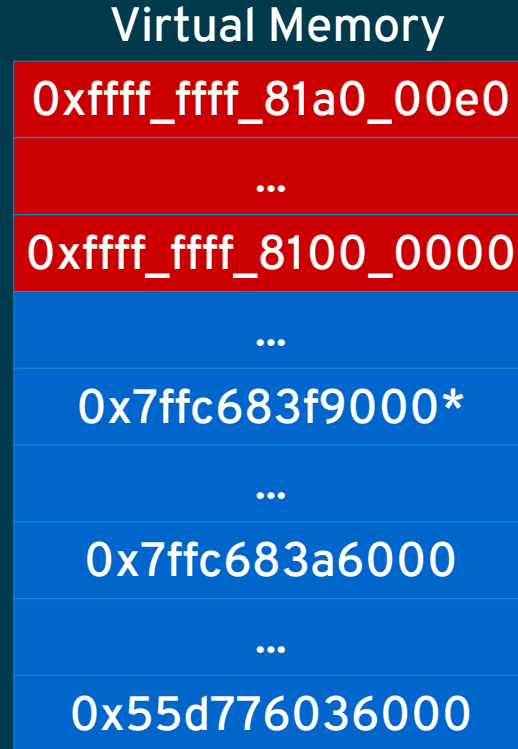 Virtual Memory
0xffff_ffff_81a0_00e0
...
0xffff_ffff_8100_0000
...
0x7ffc683f9000*
...
0x7ffc683a6000
...
0x55d776036000